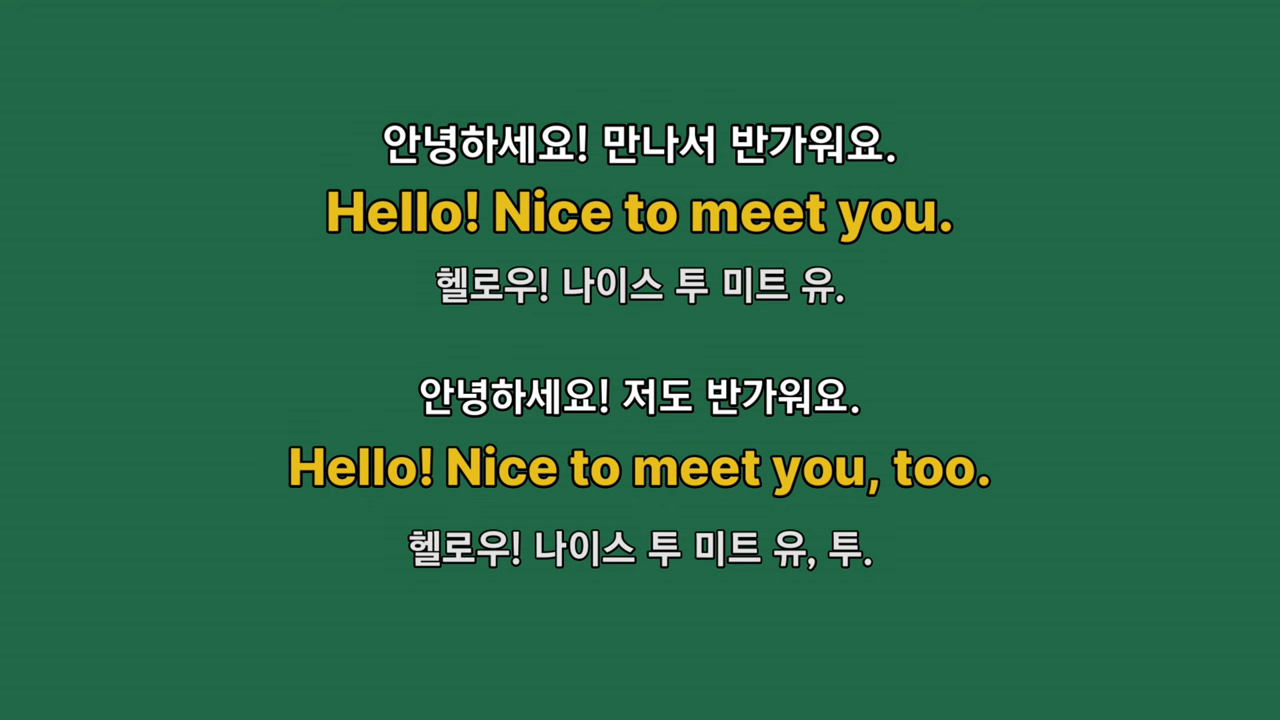 안녕하세요! 만나서 반가워요.
Hello! Nice to meet you.
헬로우! 나이스 투 미트 유.
안녕하세요! 저도 반가워요.
Hello! Nice to meet you, too.
헬로우! 나이스 투 미트 유, 투.